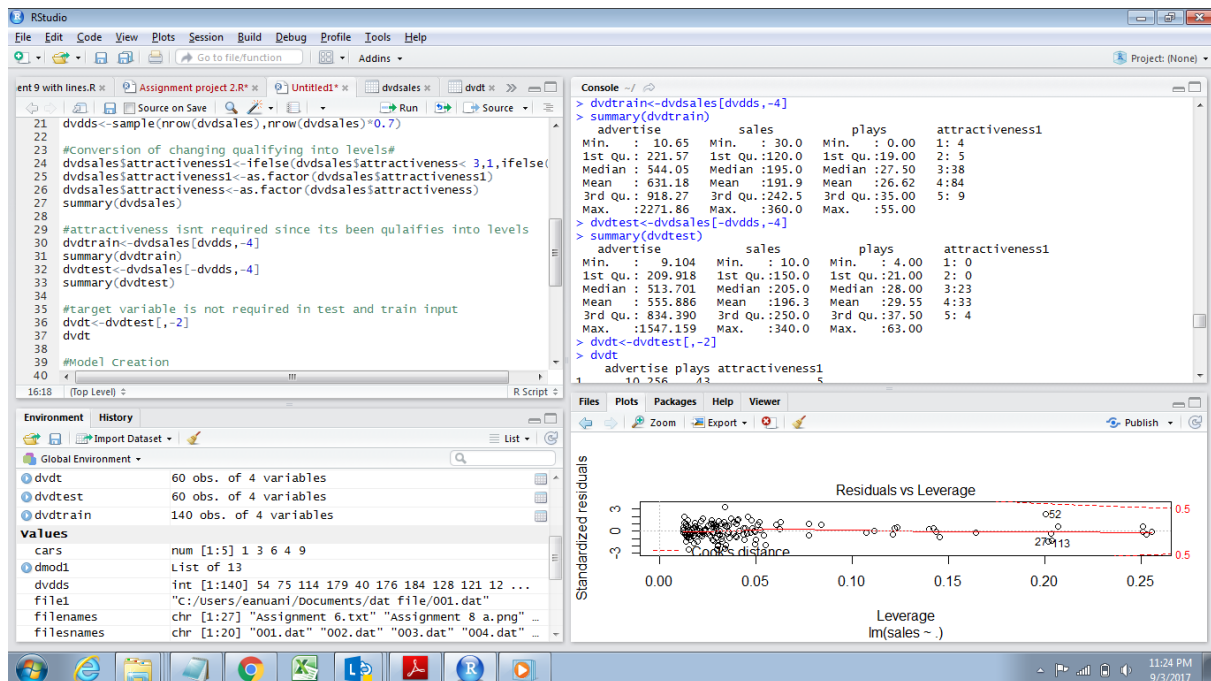 RStudio
File Edit Code View Plots Session Build Debug Profile Tools Help
Go to file/function Addins Project: (None)
ent 9 with lines.R Assignment project 2.R* Untitled1* dvdsales dvdt
Source on Save Run Source
21 dvdds<-sample(nrow(dvdsales),nrow(dvdsales)*0.7)
22
23 #Conversion of changing qualifying into levels#
24 dvdsales$attractiveness1<-ifelse(dvdsales$attractiveness< 3,1,ifelse(
25 dvdsales$attractiveness1<-as.factor(dvdsales$attractiveness1)
26 dvdsales$attractiveness<-as.factor(dvdsales$attractiveness)
27 summary(dvdsales)
28
29 #attractiveness isnt required since its been qulaifies into levels
30 dvdtrain<-dvdsales[dvdds,-4]
31 summary(dvdtrain)
32 dvdtest<-dvdsales[-dvdds,-4]
33 summary(dvdtest)
34
35 #target variable is not required in test and train input
36 dvdt<-dvdtest[,-2]
37 dvdt
38
39 #Model Creation
40
16:18 (Top Level) R Script
Console ~/
> dvdtrain<-dvdsales[dvdds,-4]
> summary(dvdtrain)
advertise sales plays attractiveness1
Min. : 10.65 Min. : 30.0 Min. : 0.00 1: 4
1st Qu.: 221.57 1st Qu.:120.0 1st Qu.:19.00 2: 5
Median : 544.05 Median :195.0 Median :27.50 3:38
Mean : 631.18 Mean :191.9 Mean :26.62 4:84
3rd Qu.: 918.27 3rd Qu.:242.5 3rd Qu.:35.00 5: 9
Max. :2271.86 Max. :360.0 Max. :55.00
> dvdtest<-dvdsales[-dvdds,-4]
> summary(dvdtest)
advertise sales plays attractiveness1
Min. : 9.104 Min. : 10.0 Min. : 4.00 1: 0
1st Qu.: 209.918 1st Qu.:150.0 1st Qu.:21.00 2: 0
Median : 513.701 Median :205.0 Median :28.00 3:23
Mean : 555.886 Mean :196.3 Mean :29.55 4:33
3rd Qu.: 834.390 3rd Qu.:250.0 3rd Qu.:37.50 5: 4
Max. :1547.159 Max. :340.0 Max. :63.00
> dvdt<-dvdtest[,-2]
> dvdt
advertise plays attractiveness1
1 10.256 43 5
Environment History
Import Dataset List
Global Environment
dvdt 60 obs. of 4 variables
dvdtest 60 obs. of 4 variables
dvdtrain 140 obs. of 4 variables
Values
cars num [1:5] 1 3 6 4 9
dmod1 List of 13
dvdds int [1:140] 54 75 114 179 40 176 184 128 121 12 ...
file1 "C:/Users/eanuani/Documents/dat file/001.dat"
filenames chr [1:27] "Assignment 6.txt" "Assignment 8 a.png" …
filesnames chr [1:20] "001.dat" "002.dat" "003.dat" "004.dat" …
Files Plots Packages Help Viewer
Zoom Export Publish
Residuals vs Leverage
Standardized residuals
3
0
-3
52
113
0.5
0.5
Cook's distance
0.00 0.05 0.10 0.15 0.20 0.25
Leverage
lm(sales ~ .)
11:24 PM
9/3/2017